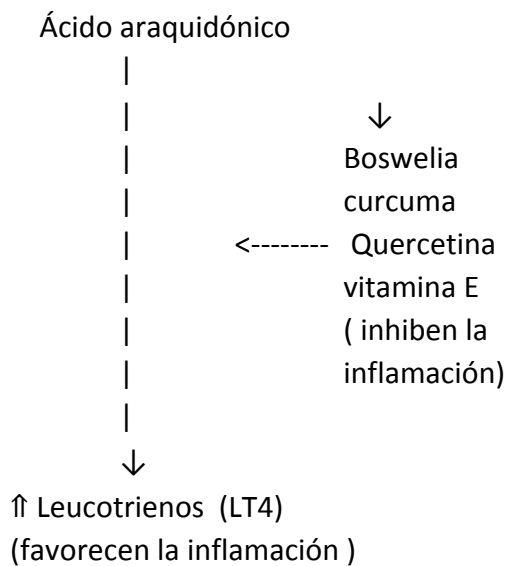 Ácido araquidónico
|
|
| ↓
| Boswelia
| curcuma
| <-------- Quercetina
| vitamina E
| ( inhiben la
| inflamación)
|
↓
⇑ Leucotrienos (LT4)
(favorecen la inflamación )